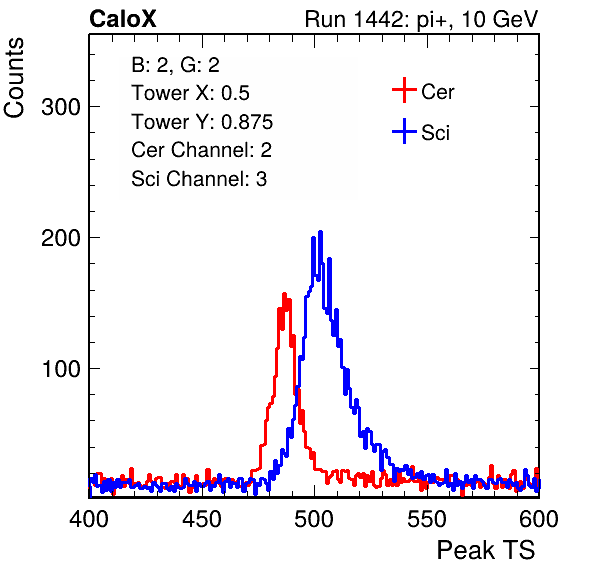 CaloX Run 1442: pi+, 10 GeV
Counts
B: 2, G: 2
Tower X: 0.5
Tower Y: 0.875
Cer Channel: 2
Sci Channel: 3
Cer
Sci
300
200
100
400 450 500 550 600
Peak TS